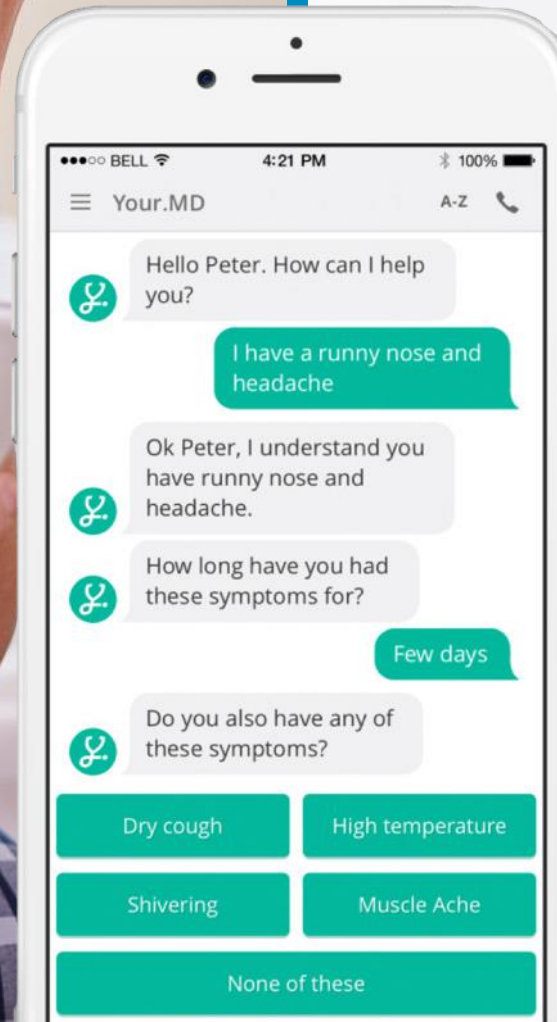 BELL 4:21 PM 100%
Your.MD A-Z
Hello Peter. How can I help
you?
I have a runny nose and
headache
Ok Peter, I understand you
have runny nose and
headache.
How long have you had
these symptoms for?
Few days
Do you also have any of
these symptoms?
Dry cough High temperature
Shivering Muscle Ache
None of these